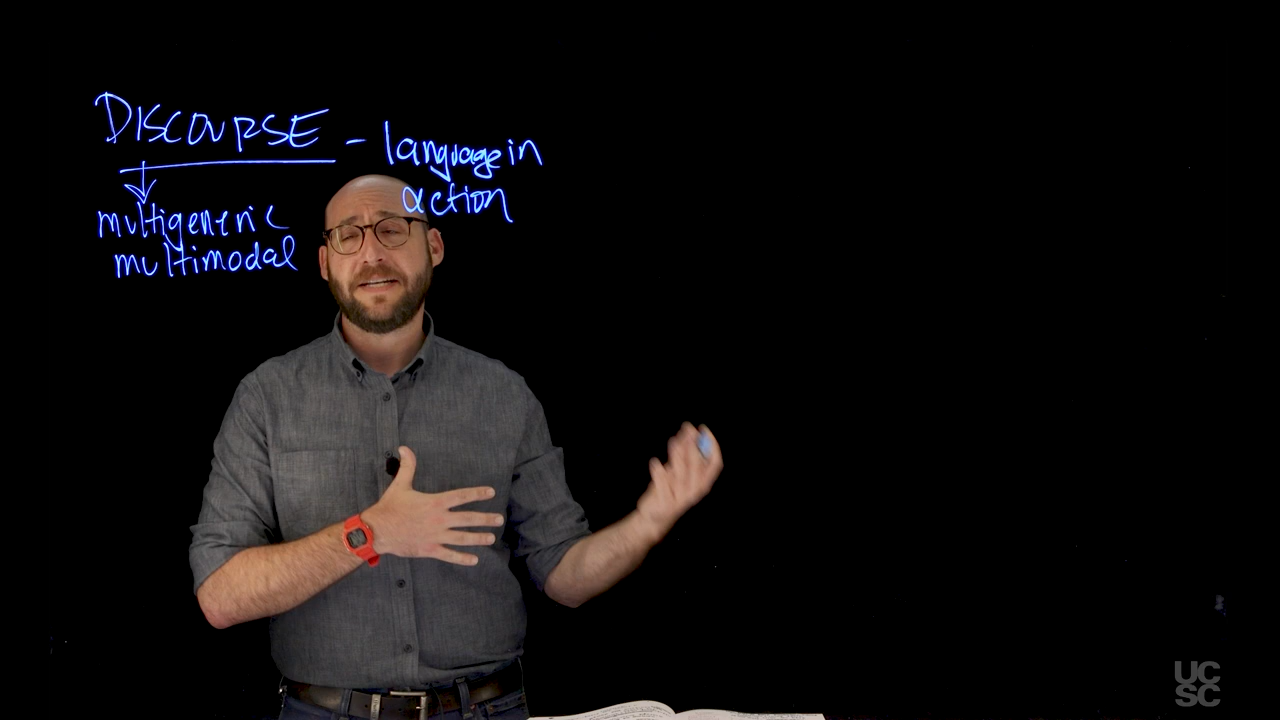 DISCOURSE - language in
action
multigeneric
multimodal
UC
SC